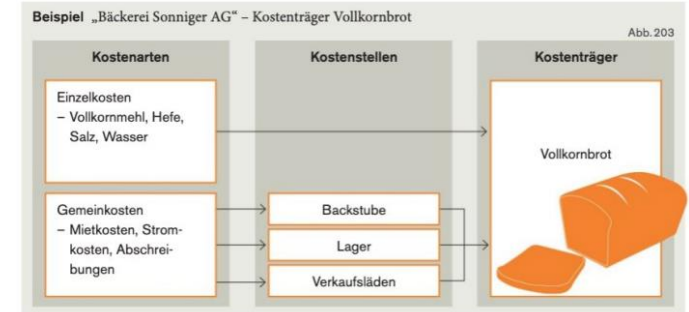 Beispiel „Bäckerei Sonniger AG“ – Kostenträger Vollkornbrot
Abb. 203
Kostenarten
Kostenstellen
Kostenträger
Einzelkosten
– Vollkornmehl, Hefe,
Salz, Wasser
Vollkornbrot
Gemeinkosten
– Mietkosten, Strom-
kosten, Abschrei-
bungen
Backstube
Lager
Verkaufsläden